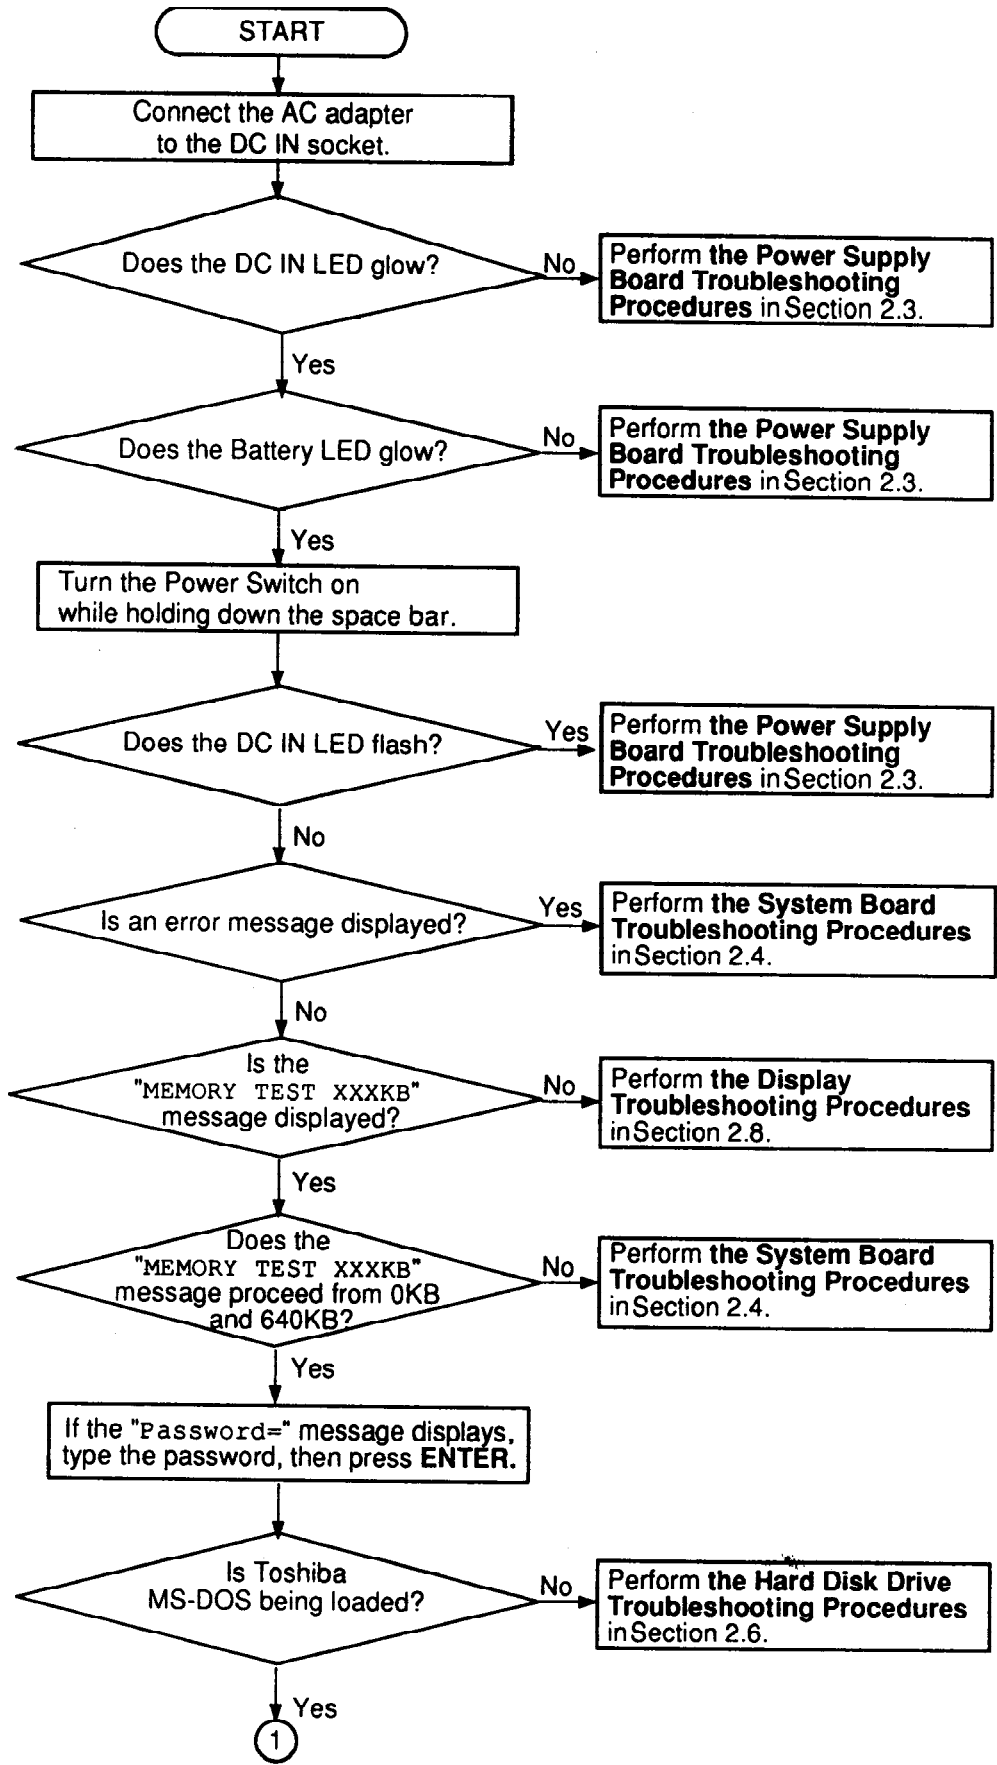 START
Connect the AC adapter
to the DC IN socket.
Does the DC IN LED glow?
No
Perform the Power Supply
Board Troubleshooting
Procedures in Section 2.3.
Yes
Does the Battery LED glow?
No
Perform the Power Supply
Board Troubleshooting
Procedures in Section 2.3.
Yes
Turn the Power Switch on
while holding down the space bar.
Does the DC IN LED flash?
Yes
Perform the Power Supply
Board Troubleshooting
Procedures in Section 2.3.
No
Is an error message displayed?
Yes
Perform the System Board
Troubleshooting Procedures
in Section 2.4.
No
Is the
"MEMORY TEST XXXKB"
message displayed?
No
Perform the Display
Troubleshooting Procedures
in Section 2.8.
Yes
Does the
"MEMORY TEST XXXKB"
message proceed from 0KB
and 640KB?
No
Perform the System Board
Troubleshooting Procedures
in Section 2.4.
Yes
If the "Password=" message displays,
type the password, then press ENTER.
Is Toshiba
MS-DOS being loaded?
No
Perform the Hard Disk Drive
Troubleshooting Procedures
in Section 2.6.
Yes
1